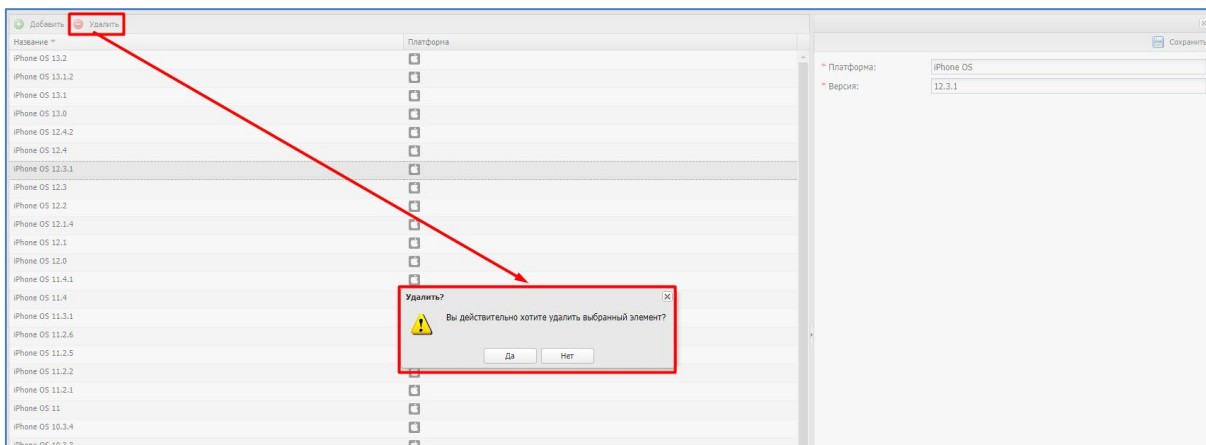 Добавить Удалить
Название Платформа
iPhone OS 13.2
iPhone OS 13.1.2
iPhone OS 13.1
iPhone OS 13.0
iPhone OS 12.4.2
iPhone OS 12.4
iPhone OS 12.3.1
iPhone OS 12.3
iPhone OS 12.2
iPhone OS 12.1.4
iPhone OS 12.1
iPhone OS 12.0
iPhone OS 11.4.1
iPhone OS 11.4
iPhone OS 11.3.1
iPhone OS 11.2.6
iPhone OS 11.2.5
iPhone OS 11.2.2
iPhone OS 11.2.1
iPhone OS 11
iPhone OS 10.3.4
iPhone OS 10.3.3
Удалить?
Вы действительно хотите удалить выбранный элемент?
Да Нет
Сохранить
* Платформа: iPhone OS
* Версия: 12.3.1